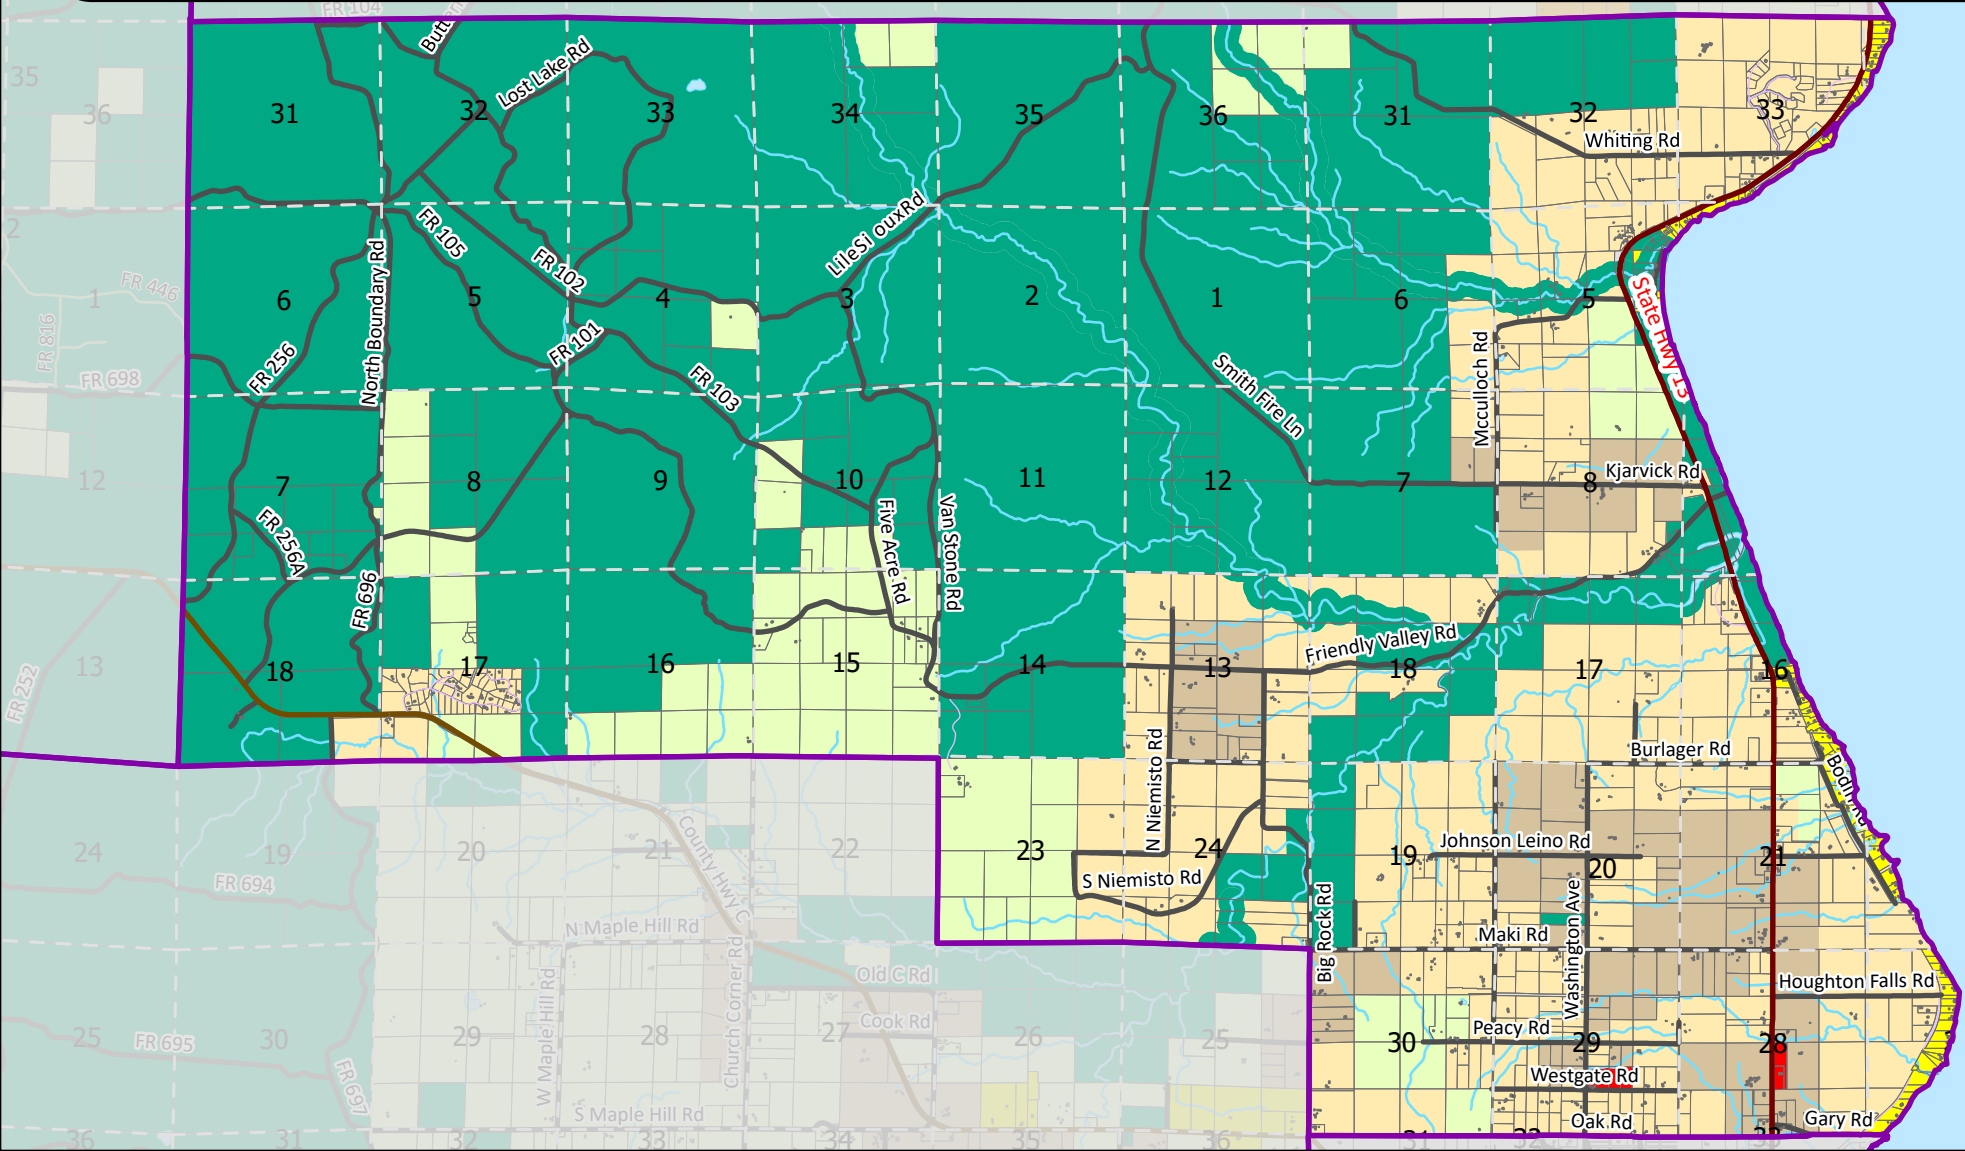 FR 104
Butter
Lost Lake Rd
35
36
31
32
33
34
35
36
31
32
33
Whiting Rd
2
FR 105
FR 102
LileSi ouxRd
FR 446
1
6
5
4
3
2
1
6
5
State Hwy 13
North Boundary Rd
FR 816
FR 101
FR 256
FR 698
FR 103
Smith Fire Ln
Mcculloch Rd
12
7
8
9
10
11
12
7
8
Kjarvick Rd
FR 256A
Five Acre Rd
Van Stone Rd
FR 696
FR 252
13
18
17
16
15
14
13
Friendly Valley Rd
18
17
16
N Niemisto Rd
Burlager Rd
24
19
20
21
22
23
24
19
Johnson Leino Rd
20
21
County Hwy C
FR 694
S Niemisto Rd
Big Rock Rd
Washington Ave
N Maple Hill Rd
Maki Rd
Church Corner Rd
Old C Rd
Houghton Falls Rd
W Maple Hill Rd
Cook Rd
25
FR 695
30
29
28
27
26
25
30
Peacy Rd
29
28
FR 697
Westgate Rd
S Maple Hill Rd
Oak Rd
Gary Rd
36
31
32
33
34
35
36
31
32
33